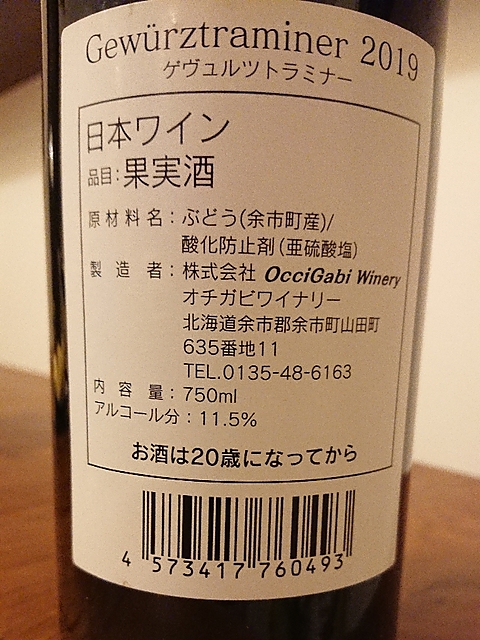 Gewürztraminer 2019
ゲヴュルツトラミナー
日本ワイン
品目:果実酒
原材料名:ぶどう(余市町産)/
酸化防止剤(亜硫酸塩)
製造者:株式会社 OcciGabi Winery
オチガビワイナリー
北海道余市郡余市町山田町
635番地11
TEL.0135-48-6163
内容量:750ml
アルコール分:11.5%
お酒は20歳になってから
4 573417 760493